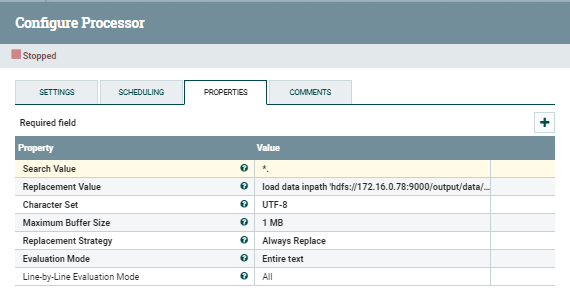 Configure Processor
Stopped
SETTINGS SCHEDULING PROPERTIES COMMENTS
Required field
Property Value
Search Value *.
Replacement Value load data inpath 'hdfs://172.16.0.78:9000/output/data/...
Character Set UTF-8
Maximum Buffer Size 1 MB
Replacement Strategy Always Replace
Evaluation Mode Entire text
Line-by-Line Evaluation Mode All